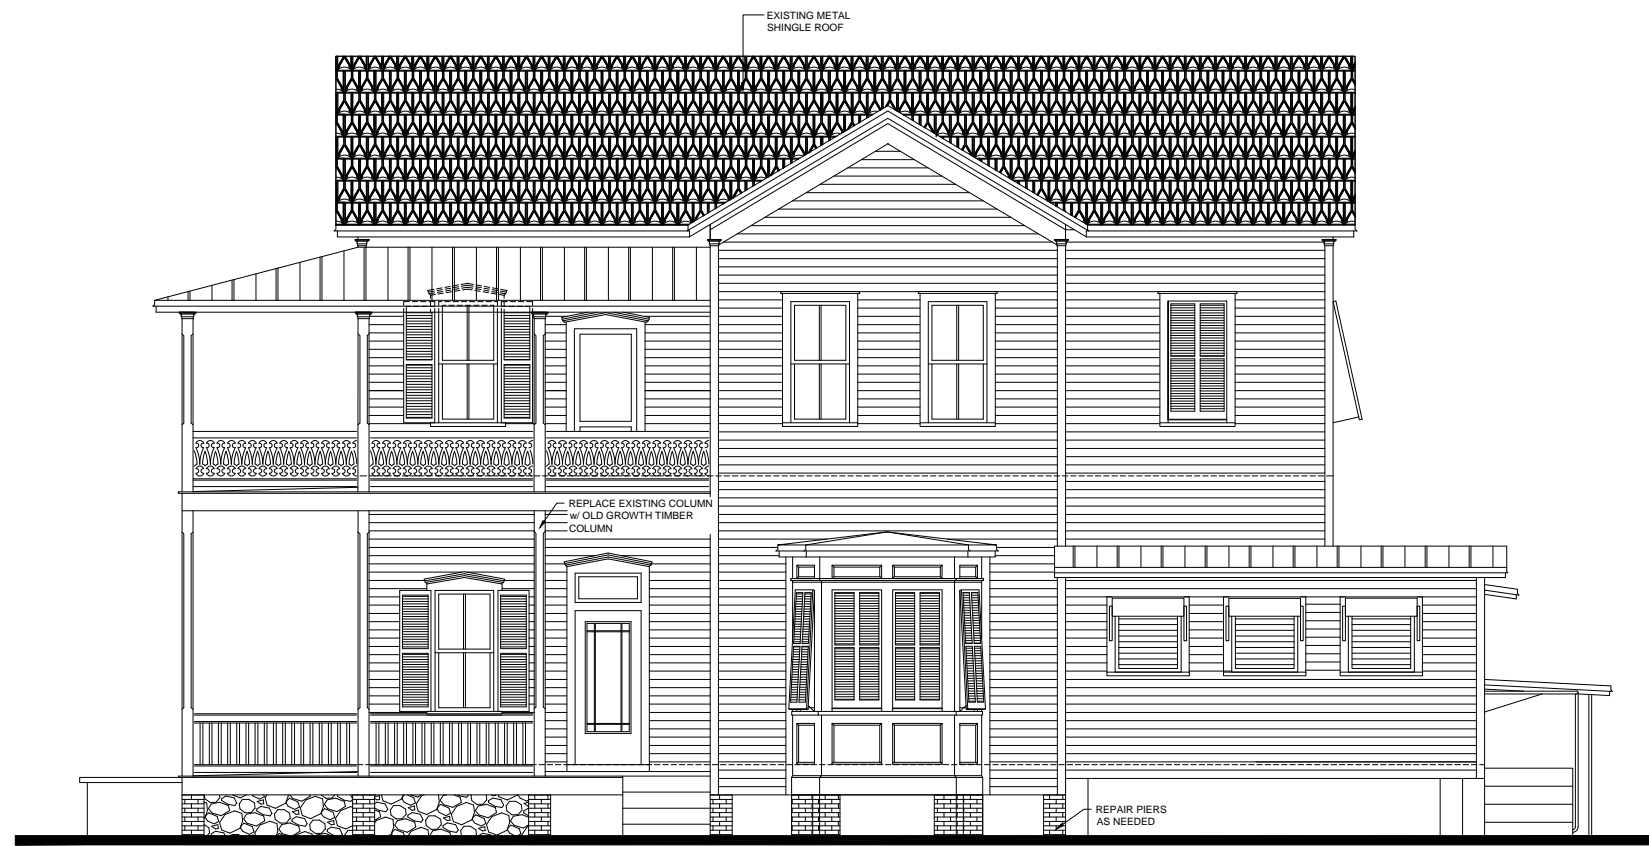 EXISTING METAL
SHINGLE ROOF
REPLACE EXISTING COLUMN
w/ OLD GROWTH TIMBER
COLUMN
REPAIR PIERS
AS NEEDED